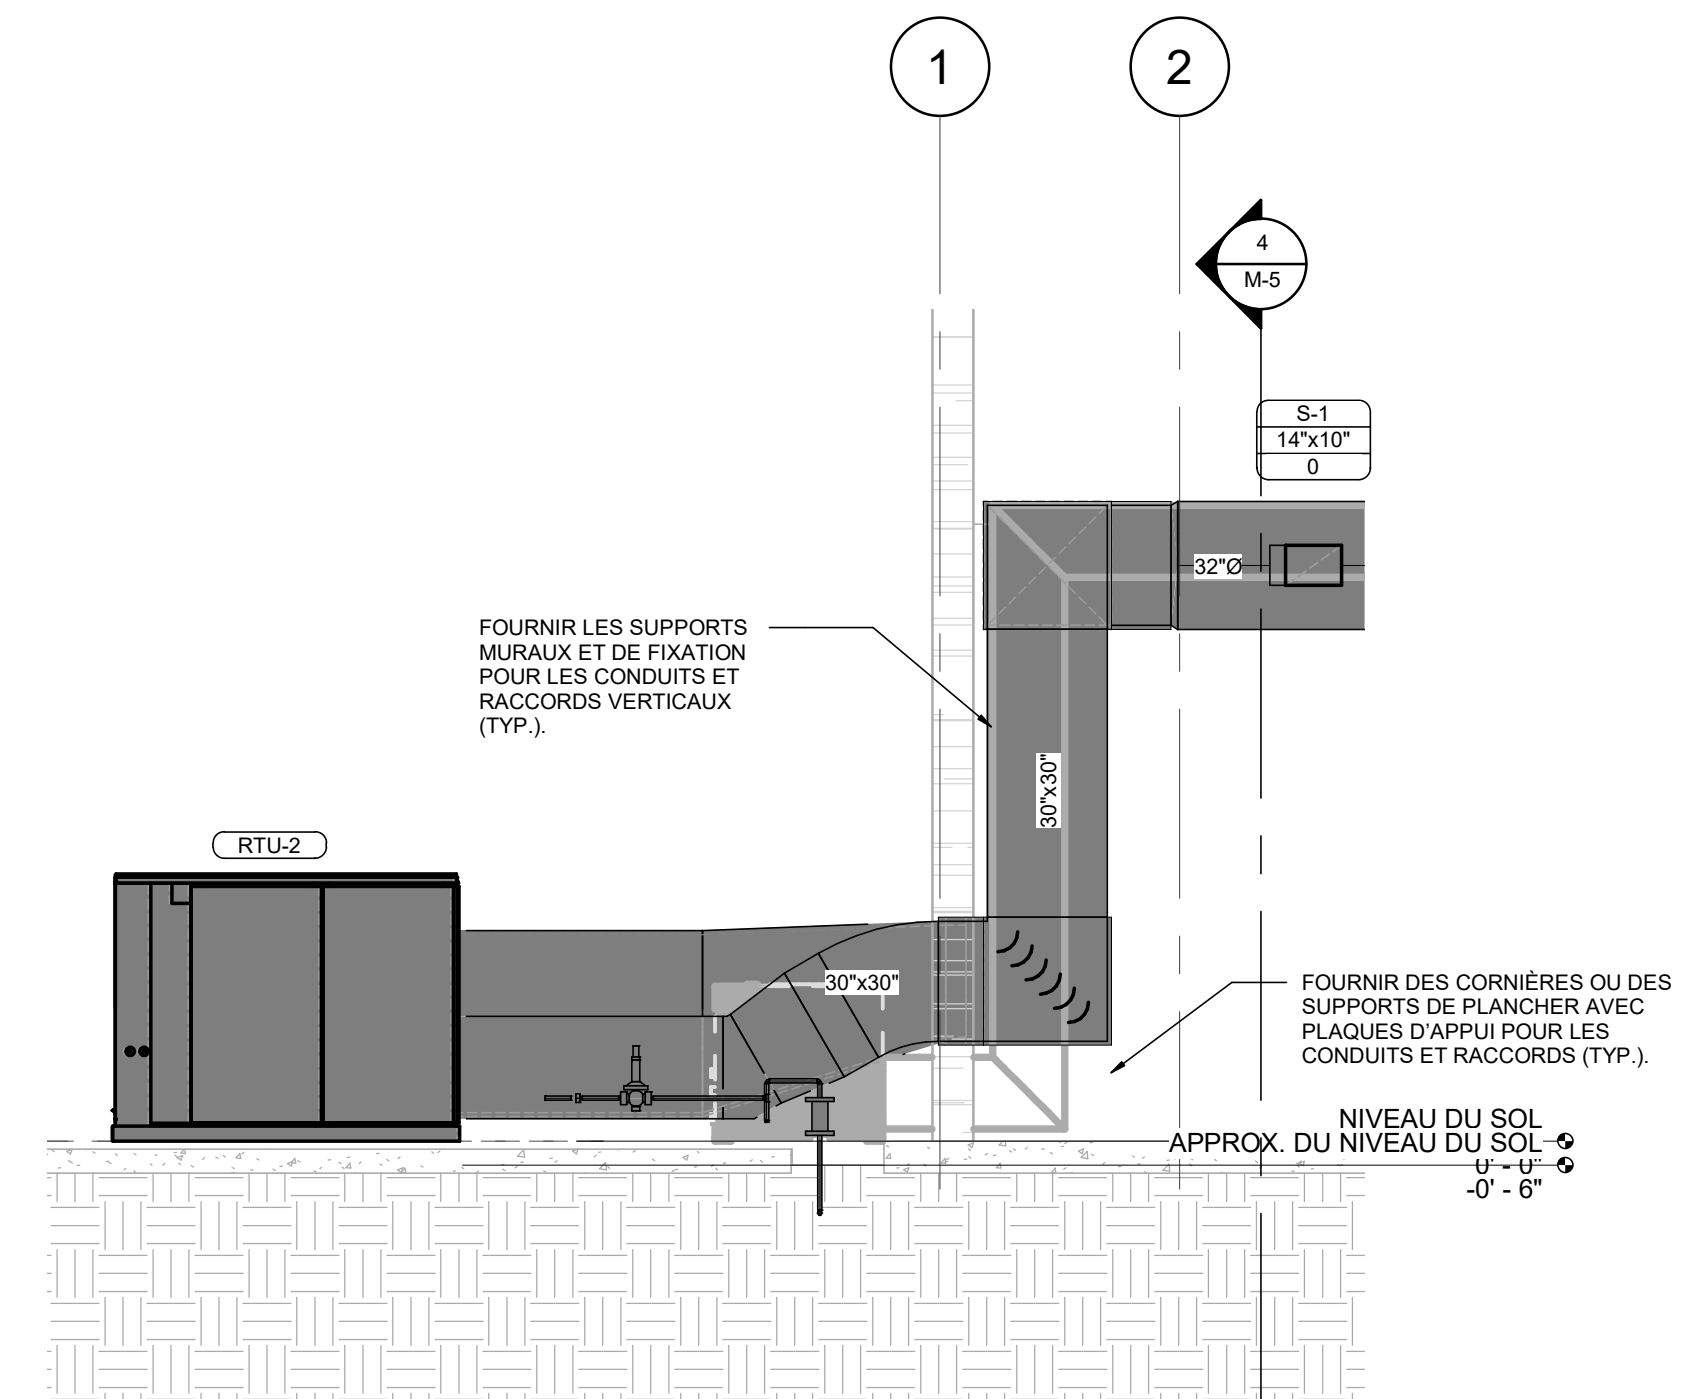 1
2
4
M-5
S-1
14"x10"
0
32"Ø
FOURNIR LES SUPPORTS
MURAUX ET DE FIXATION
POUR LES CONDUITS ET
RACCORDS VERTICAUX
(TYP.).
30"x30"
RTU-2
30"x30"
FOURNIR DES CORNIÈRES OU DES
SUPPORTS DE PLANCHER AVEC
PLAQUES D'APPUI POUR LES
CONDUITS ET RACCORDS (TYP.).
NIVEAU DU SOL
APPROX. DU NIVEAU DU SOL
0' - 0"
-0' - 6"